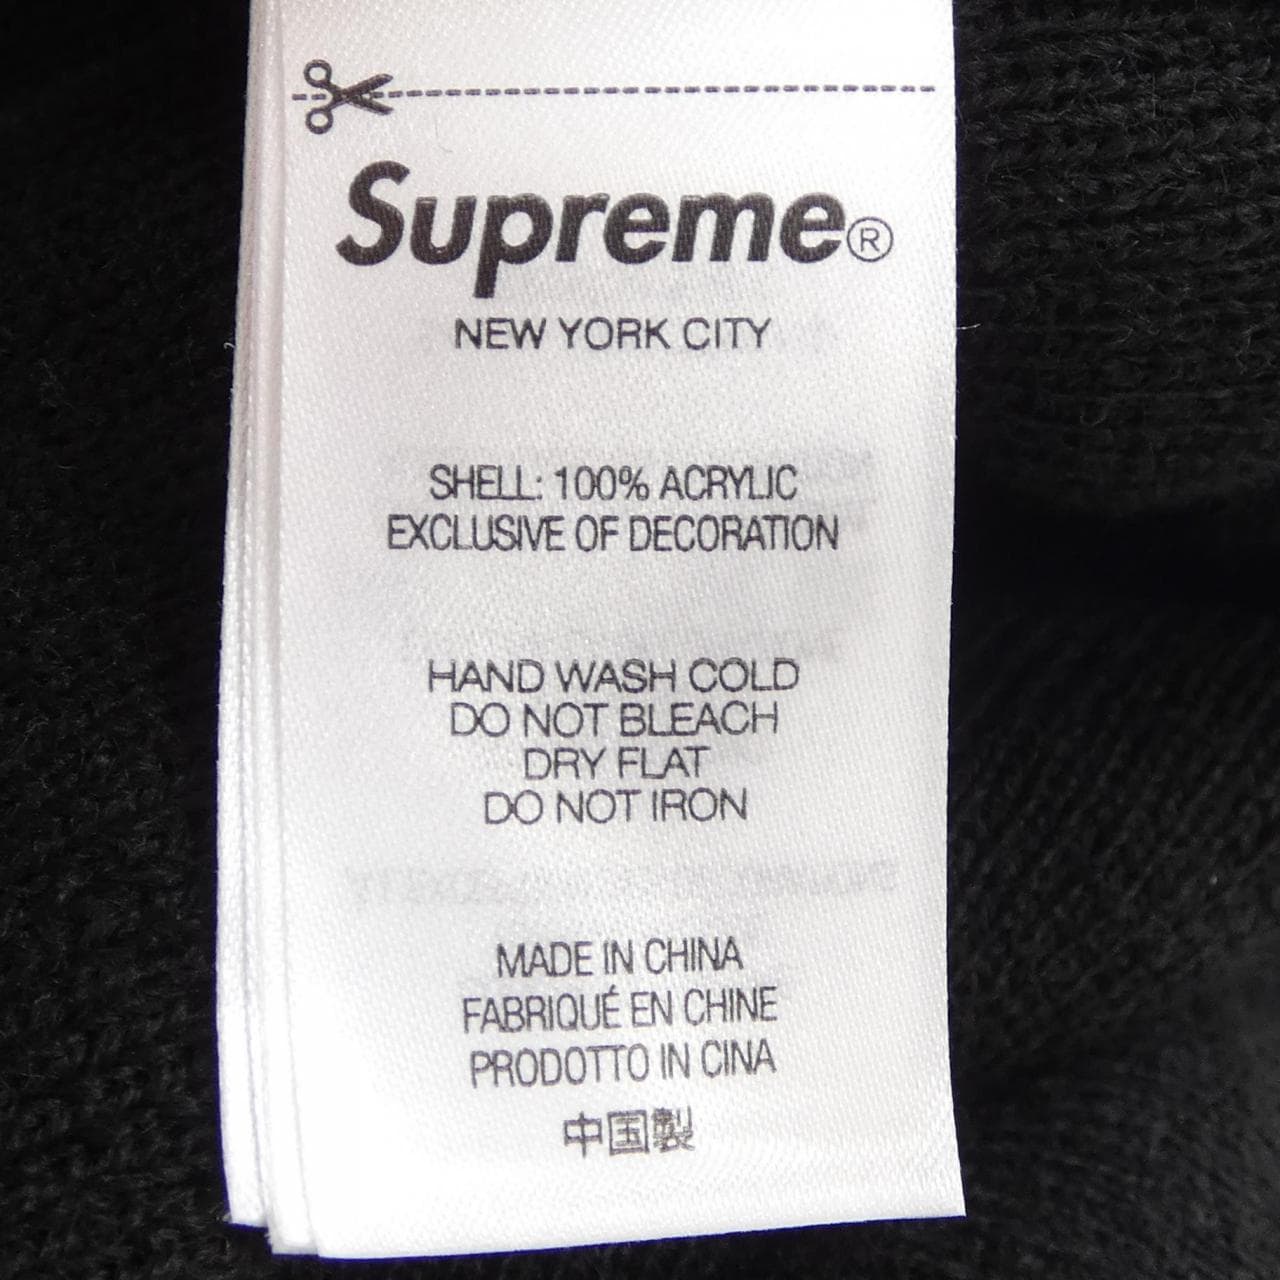 Supreme®
NEW YORK CITY
SHELL: 100% ACRYLIC
EXCLUSIVE OF DECORATION
HAND WASH COLD
DO NOT BLEACH
DRY FLAT
DO NOT IRON
MADE IN CHINA
FABRIQUÉ EN CHINE
PRODOTTO IN CINA
中国製